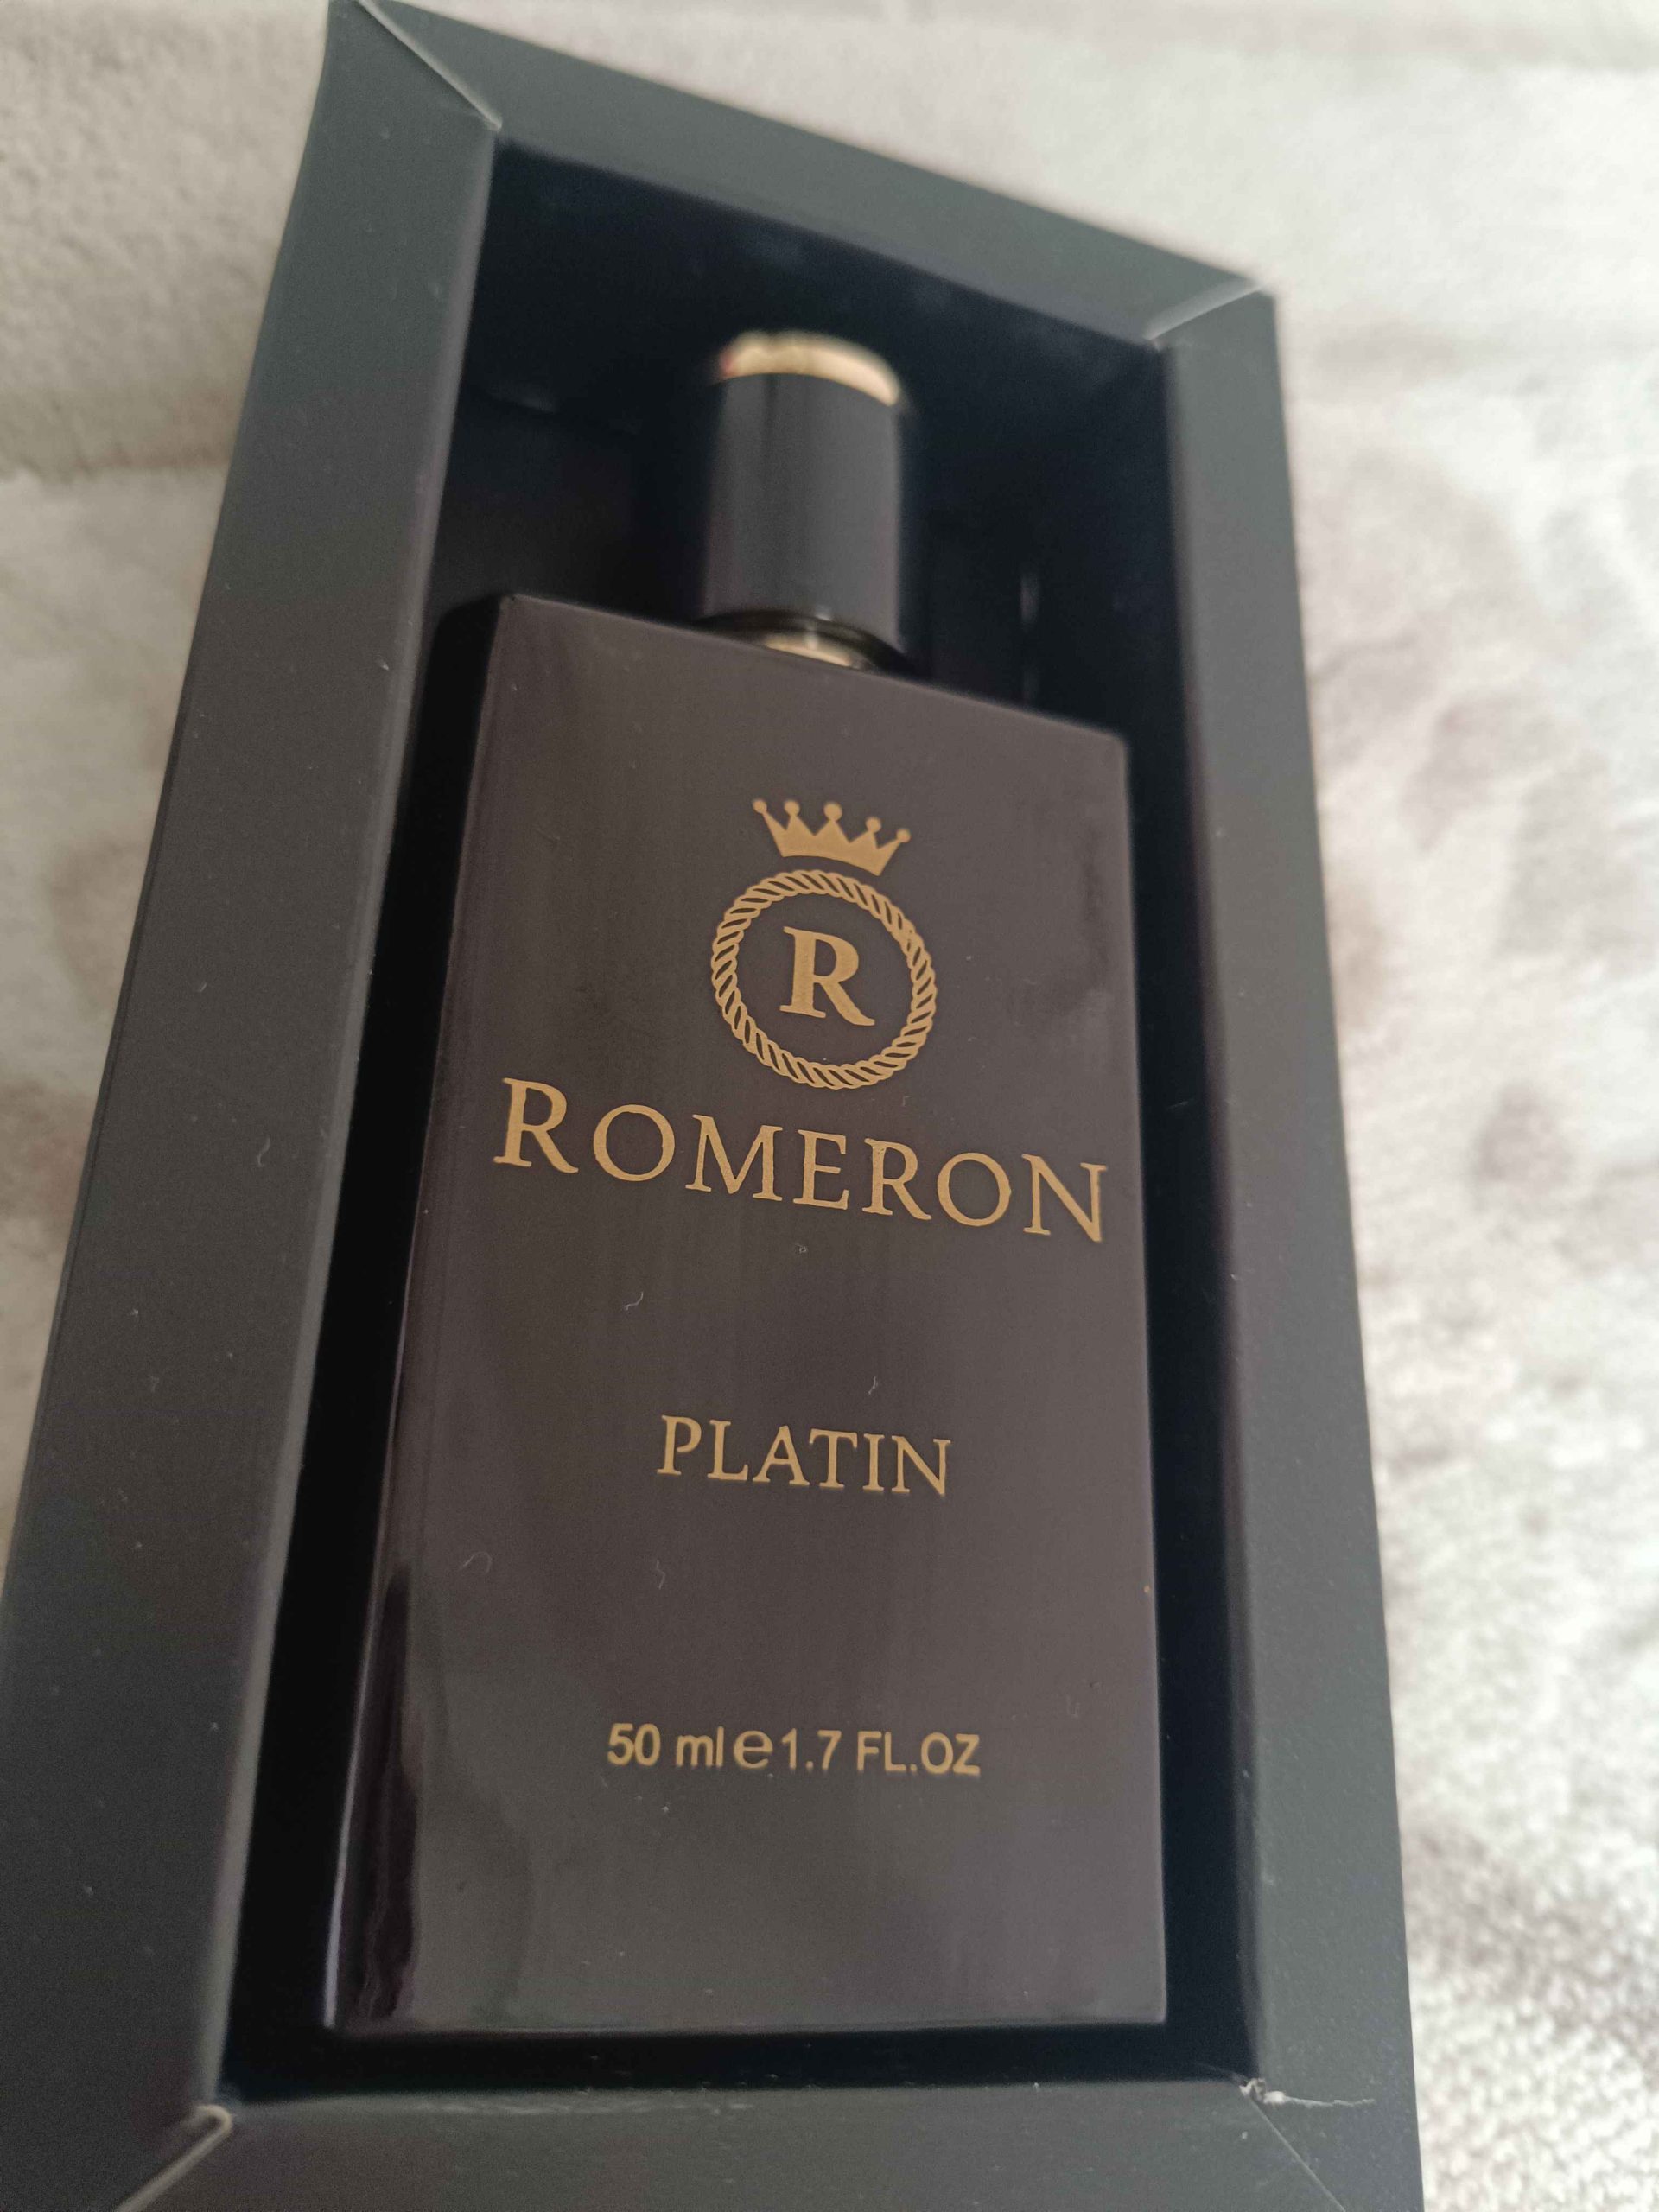 R
ROMERON
PLATIN
50 ml ℮ 1.7 FL.OZ